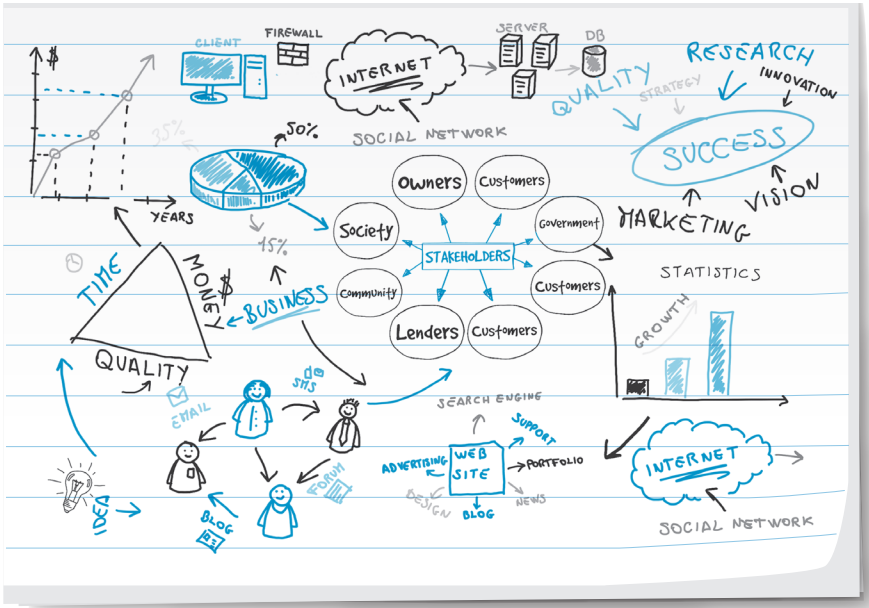 $
CLIENT
FIREWALL
INTERNET
SERVER
DB
RESEARCH
INNOVATION
QUALITY
STRATEGY
SOCIAL NETWORK
SUCCESS
35%
50%
Owners
Customers
MARKETING
VISION
YEARS
Society
15%
STAKEHOLDERS
Government
TIME
MONEY
$
BUSINESS
Community
Customers
STATISTICS
GROWTH
Lenders
Customers
QUALITY
EMAIL
SMS
SEARCH ENGINE
SUPPORT
WEB
SITE
ADVERTISING
PORTFOLIO
INTERNET
DESIGN
NEWS
BLOG
FORUM
IDEA
BLOG
SOCIAL NETWORK